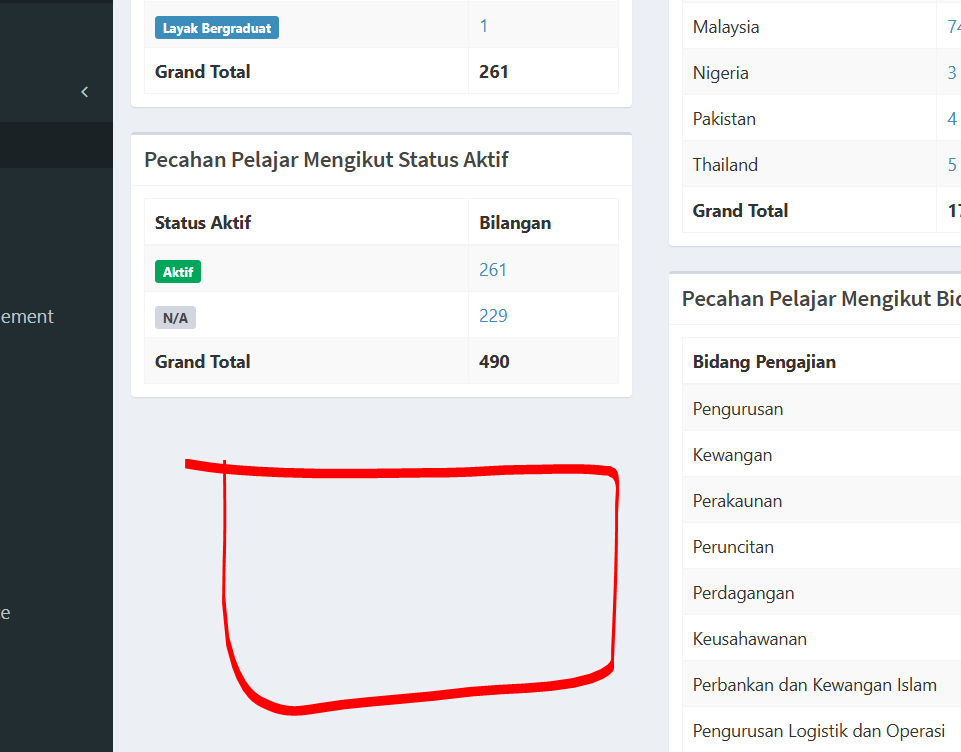 Layak Bergraduat 1
Grand Total 261
Pecahan Pelajar Mengikut Status Aktif
Status Aktif Bilangan
Aktif 261
N/A 229
Grand Total 490
ement
e
Malaysia 74
Nigeria 3
Pakistan 4
Thailand 5
Grand Total 17
Pecahan Pelajar Mengikut Bid
Bidang Pengajian
Pengurusan
Kewangan
Perakaunan
Peruncitan
Perdagangan
Keusahawanan
Perbankan dan Kewangan Islam
Pengurusan Logistik dan Operasi